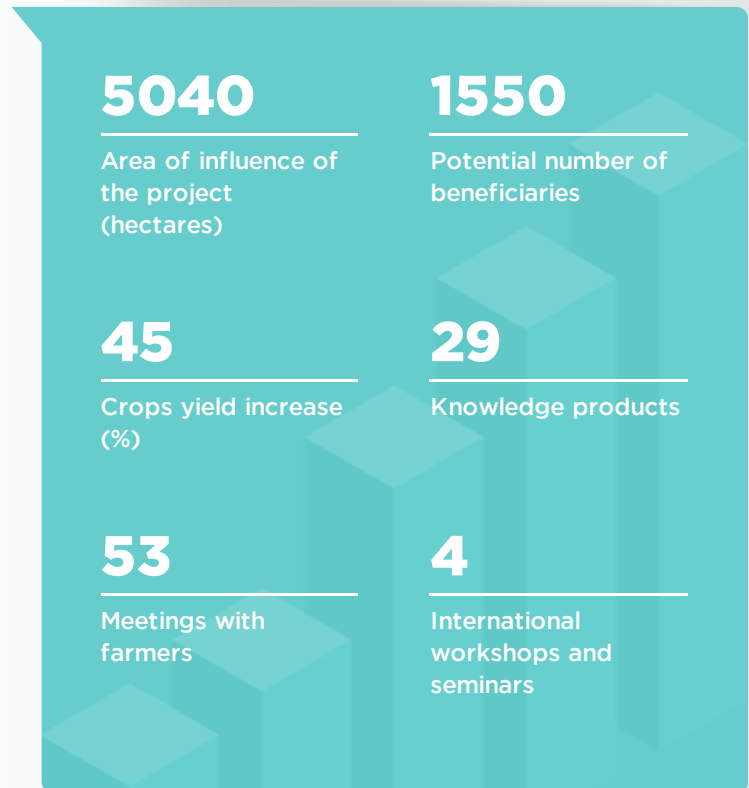 5040
Area of influence of
the project
(hectares)
1550
Potential number of
beneficiaries
45
Crops yield increase
(%)
29
Knowledge products
53
Meetings with
farmers
4
International
workshops and
seminars